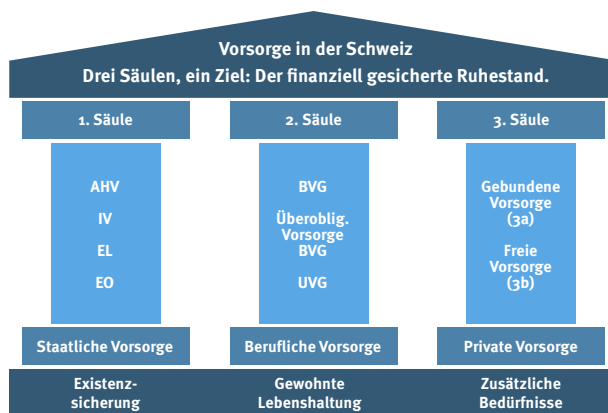 Vorsorge in der Schweiz
Drei Säulen, ein Ziel: Der finanziell gesicherte Ruhestand.
1. Säule
2. Säule
3. Säule
AHV
IV
EL
EO
BVG
Überoblig.
Vorsorge
BVG
UVG
Gebundene
Vorsorge
(3a)
Freie
Vorsorge
(3b)
Staatliche Vorsorge
Berufliche Vorsorge
Private Vorsorge
Existenz-
sicherung
Gewohnte
Lebenshaltung
Zusätzliche
Bedürfnisse